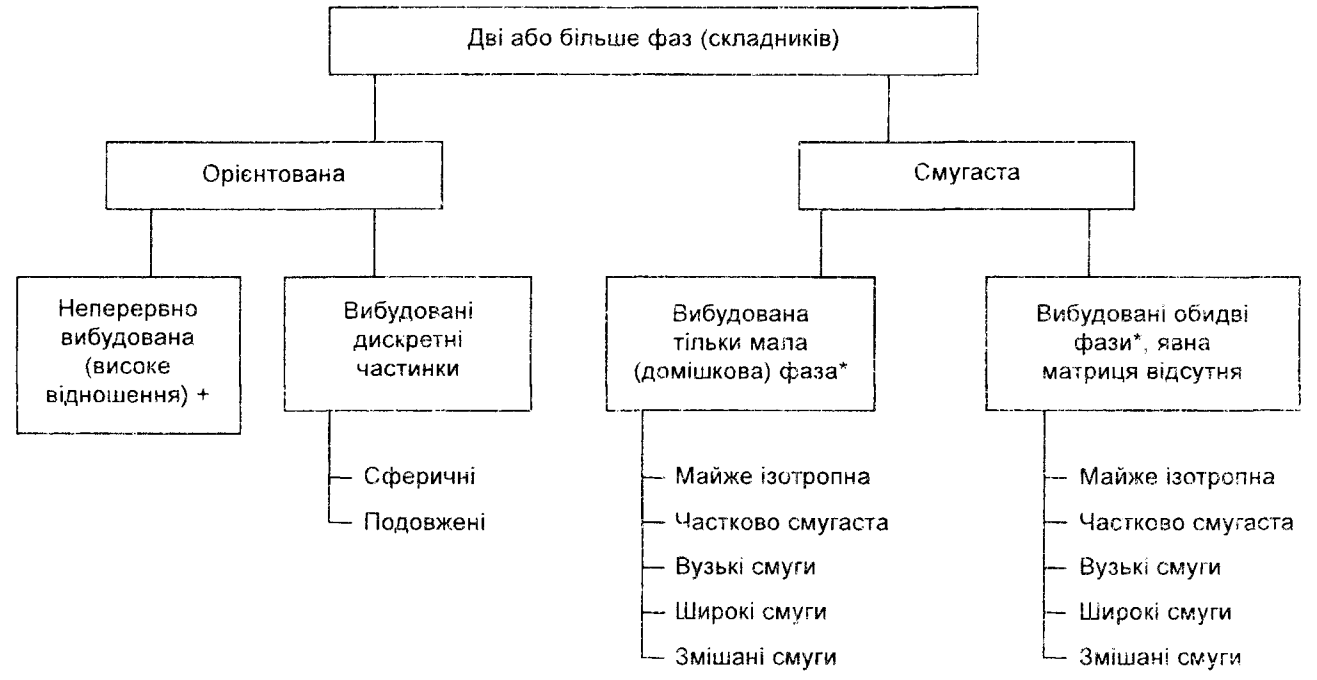 Дві або більше фаз (складників)
Орієнтована
Смугаста
Неперервно
вибудована
(високе
відношення) +
Вибудовані
дискретні
частинки
Вибудована
тільки мала
(домішкова) фаза*
Вибудовані обидві
фази*, явна
матриця відсутня
Сферичні
Подовжені
Майже ізотропна
Частково смугаста
Вузькі смуги
Широкі смуги
Змішані смуги
Майже ізотропна
Частково смугаста
Вузькі смуги
Широкі смуги
Змішані смуги